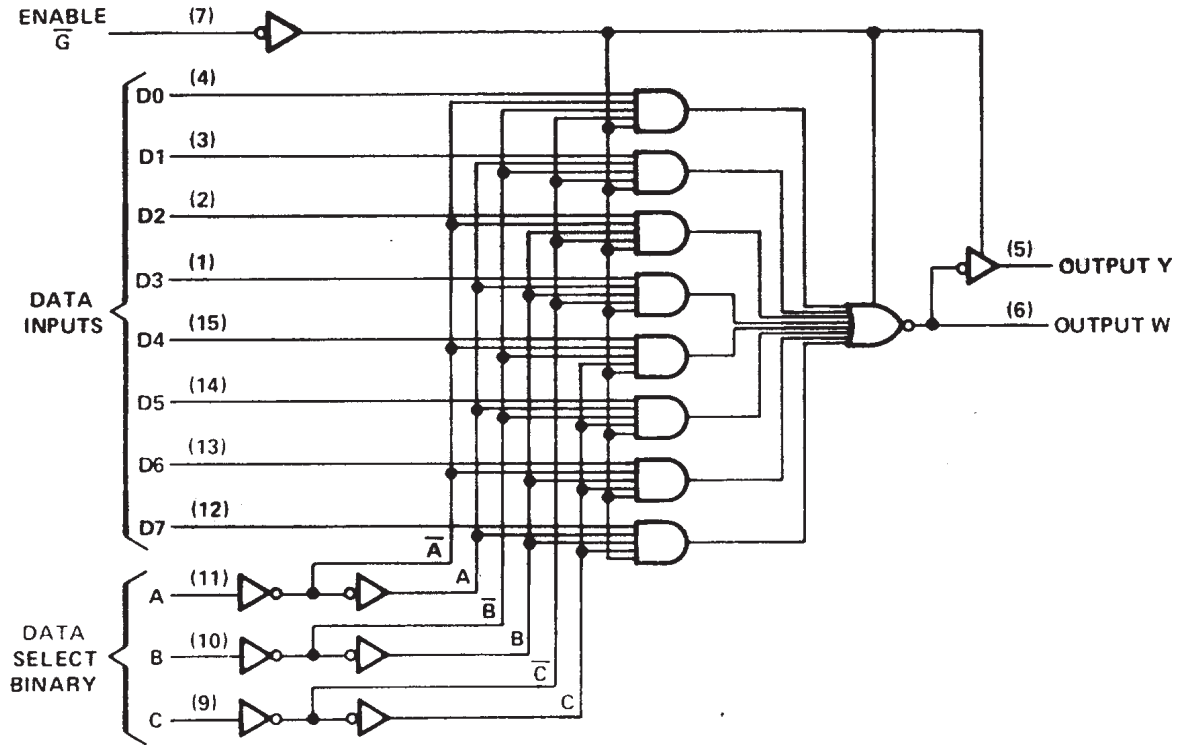 ENABLE (7)
G̅
D0 (4)
D1 (3)
D2 (2)
D3 (1)
D4 (15)
D5 (14)
D6 (13)
D7 (12)
DATA
INPUTS
(5) OUTPUT Y
(6) OUTPUT W
A̅
A
B̅
B
C̅
C
A (11)
B (10)
C (9)
DATA
SELECT
BINARY